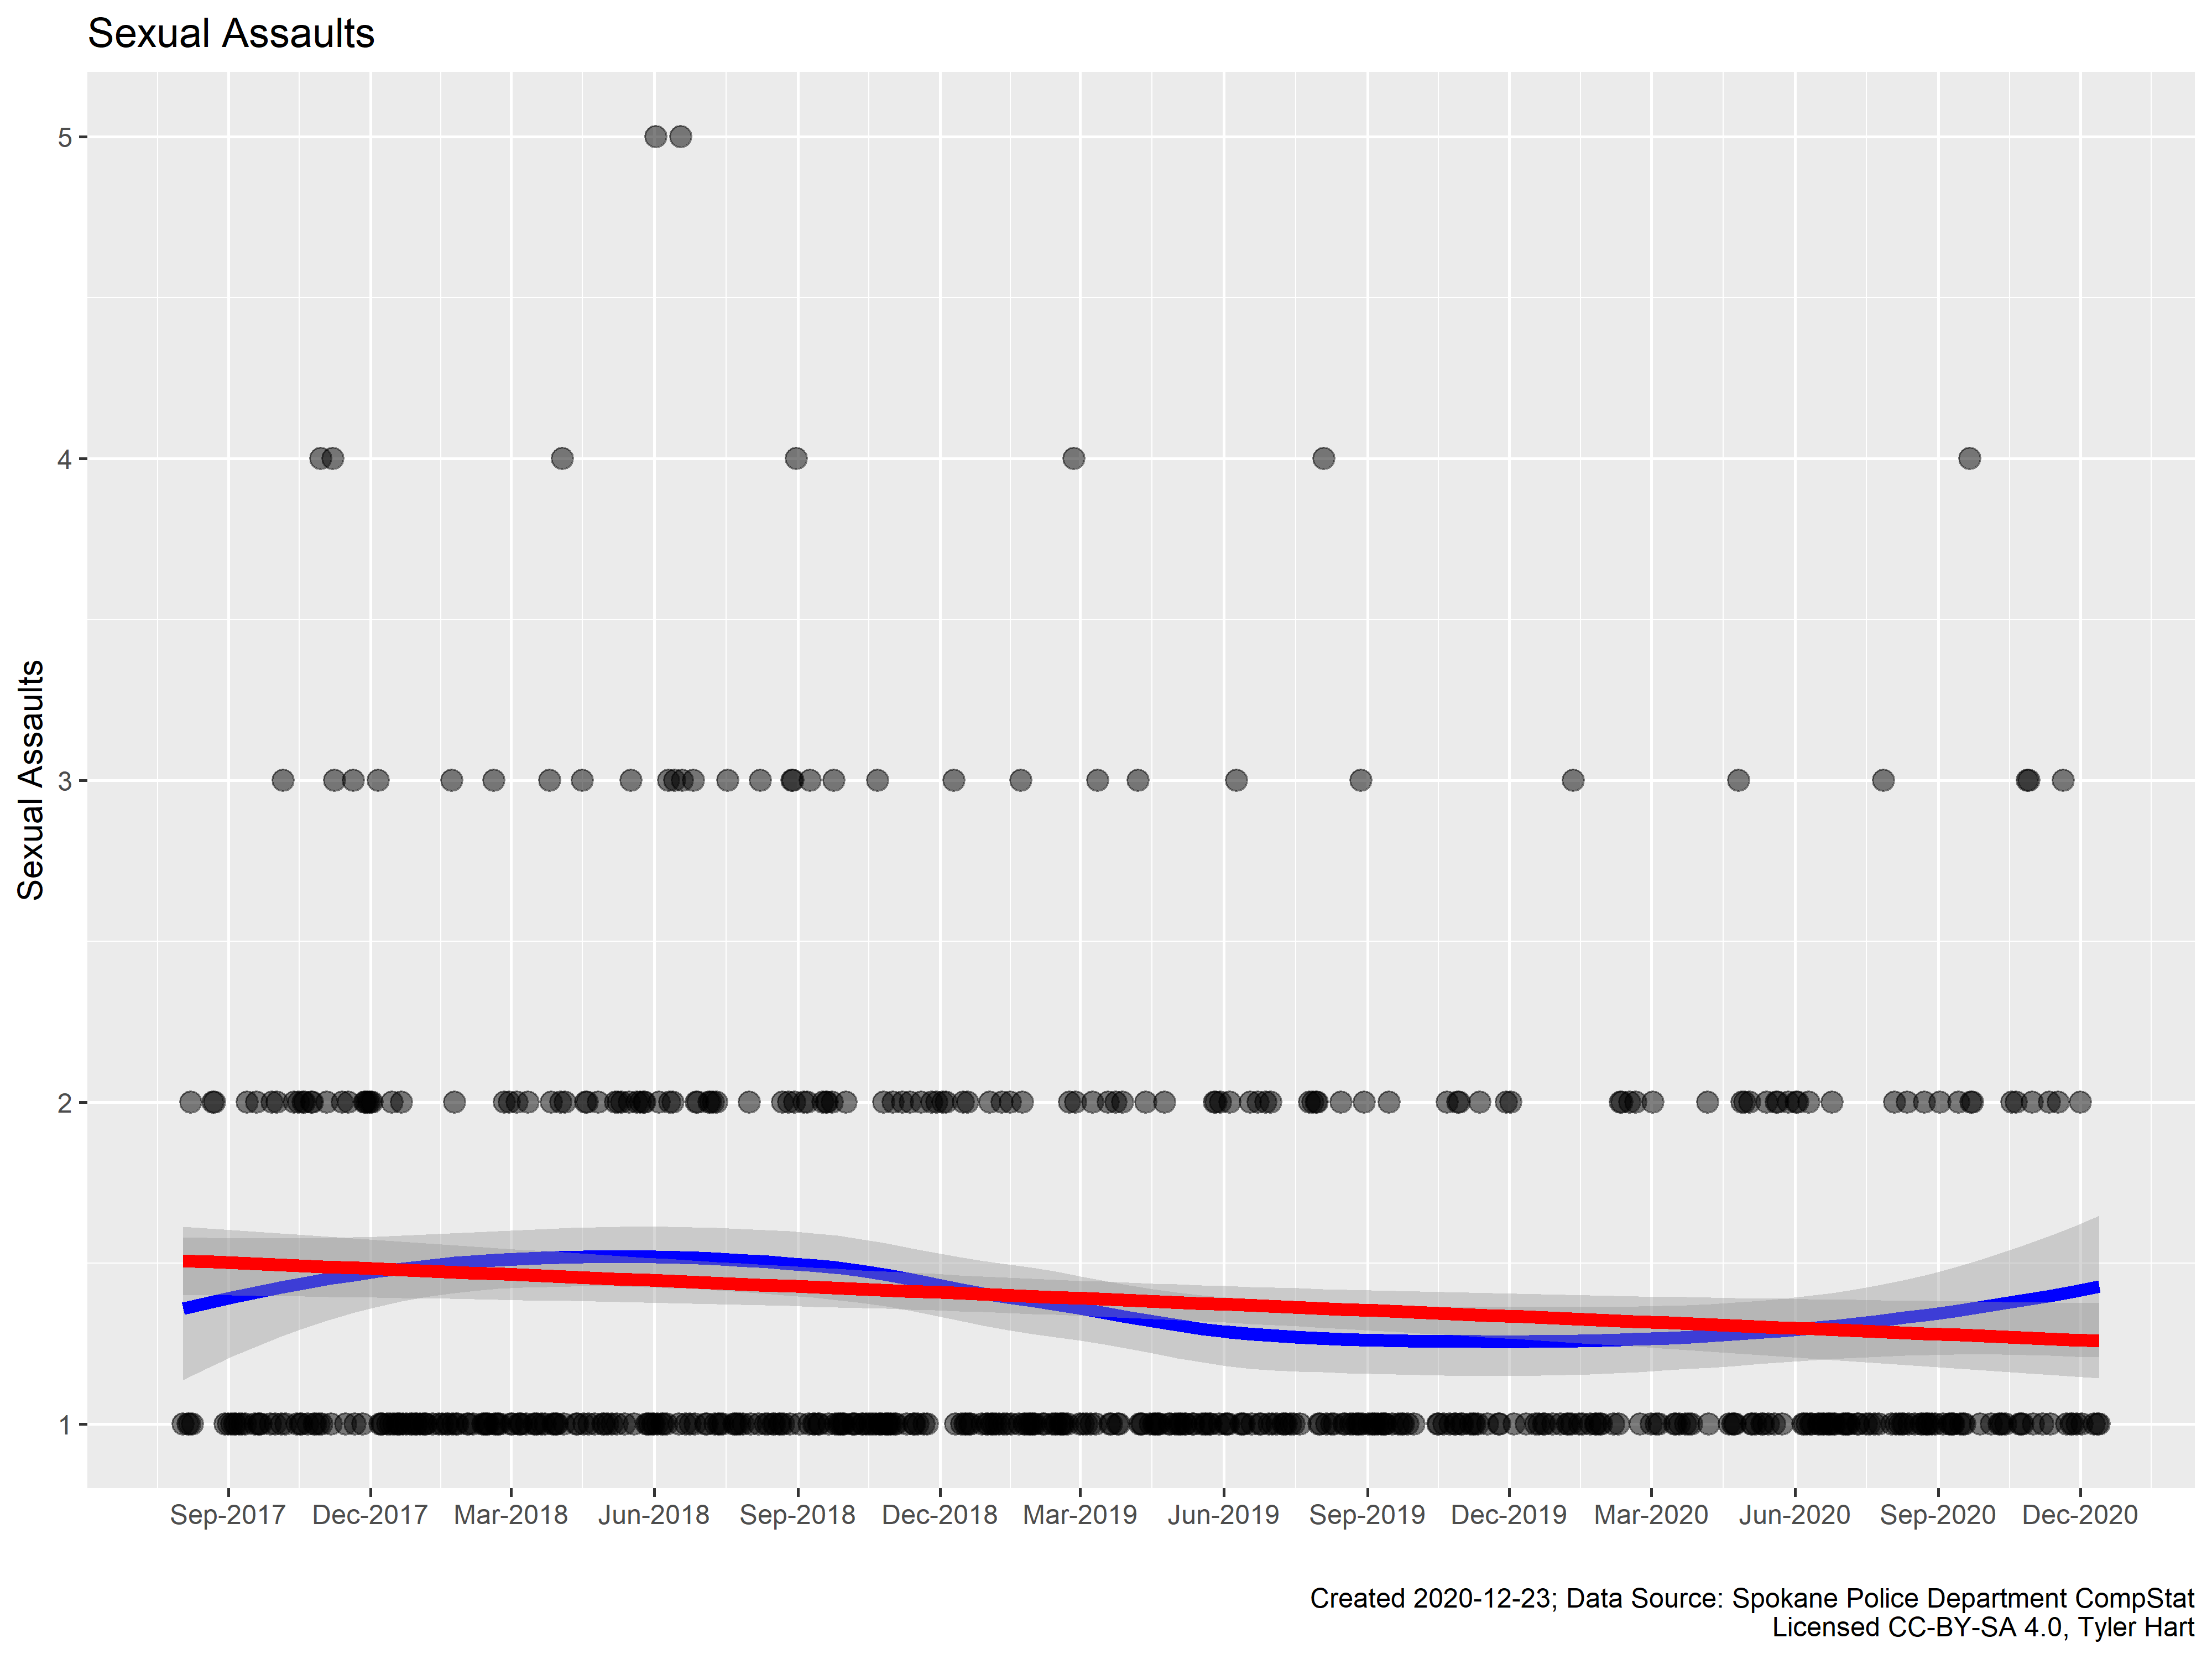 Sexual Assaults
Sexual Assaults
5
4
3
2
1
Sep-2017 Dec-2017 Mar-2018 Jun-2018 Sep-2018 Dec-2018 Mar-2019 Jun-2019 Sep-2019 Dec-2019 Mar-2020 Jun-2020 Sep-2020 Dec-2020
Created 2020-12-23; Data Source: Spokane Police Department CompStat
Licensed CC-BY-SA 4.0, Tyler Hart